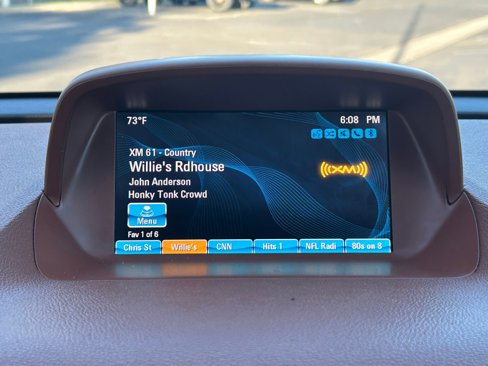 73°F 6:08 PM
XM 61 - Country
Willie's Rdhouse
John Anderson
Honky Tonk Crowd
XM
Menu
Fav 1 of 6
Chris St Willie's CNN Hits 1 NFL Radi 80s on 8